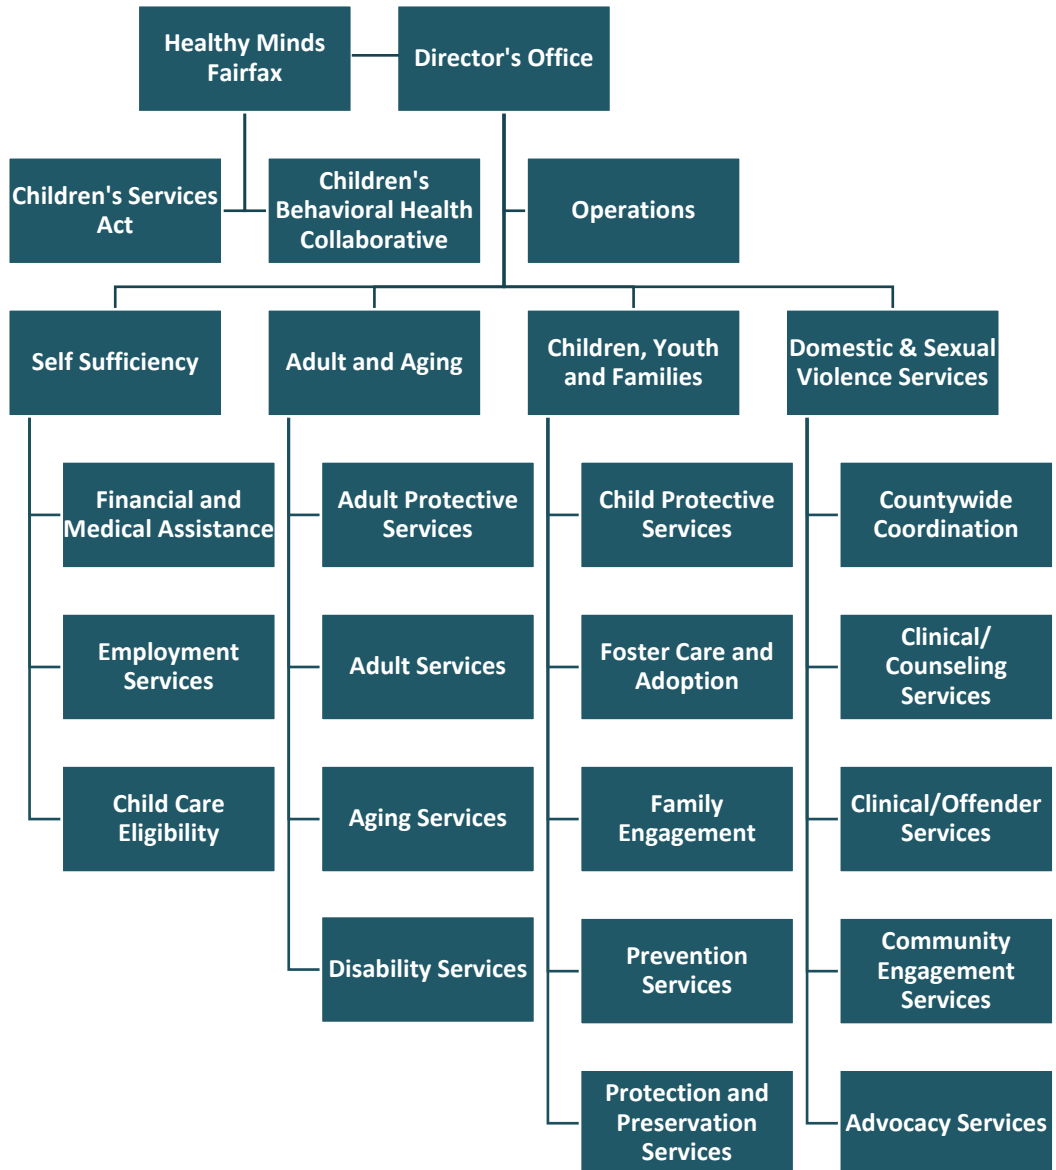 Healthy Minds
Fairfax
Director's Office
Children's Services
Act
Children's
Behavioral Health
Collaborative
Operations
Self Sufficiency
Adult and Aging
Children, Youth
and Families
Domestic & Sexual
Violence Services
Financial and
Medical Assistance
Adult Protective
Services
Child Protective
Services
Countywide
Coordination
Employment
Services
Adult Services
Foster Care and
Adoption
Clinical/
Counseling
Services
Child Care
Eligibility
Aging Services
Family
Engagement
Clinical/Offender
Services
Disability Services
Prevention
Services
Community
Engagement
Services
Protection and
Preservation
Services
Advocacy Services